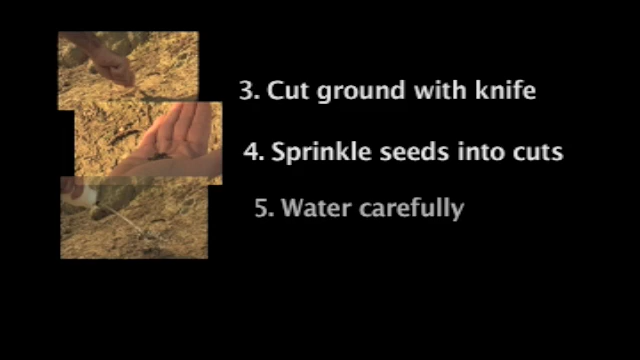 3. Cut ground with knife
4. Sprinkle seeds into cuts
5. Water carefully